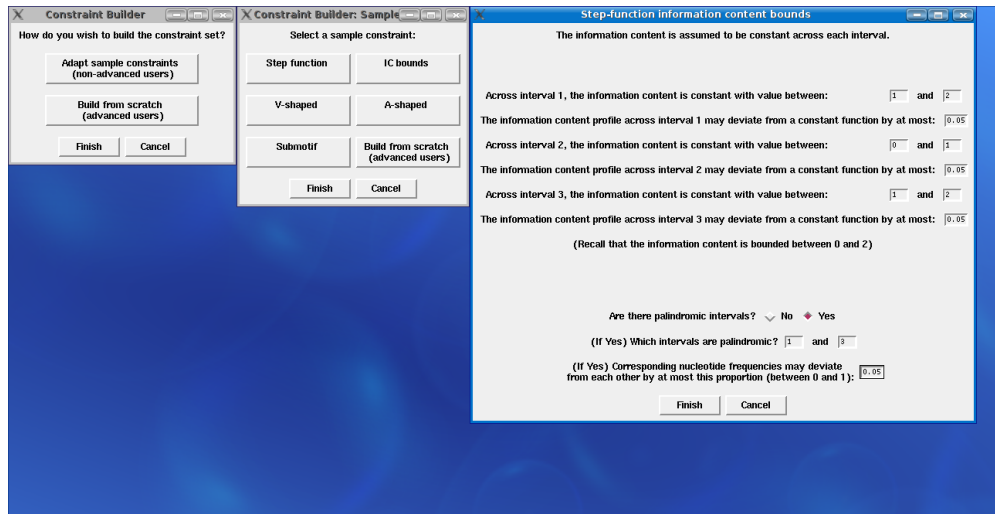 Constraint Builder
How do you wish to build the constraint set?
Adapt sample constraints
(non-advanced users)
Build from scratch
(advanced users)
Finish Cancel
Constraint Builder: Sample
Select a sample constraint:
Step function IC bounds
V-shaped A-shaped
Submotif Build from scratch
(advanced users)
Finish Cancel
Step-function information content bounds
The information content is assumed to be constant across each interval.
Across interval 1, the information content is constant with value between: 1 and 2
The information content profile across interval 1 may deviate from a constant function by at most: 0.05
Across interval 2, the information content is constant with value between: 0 and 1
The information content profile across interval 2 may deviate from a constant function by at most: 0.05
Across interval 3, the information content is constant with value between: 1 and 2
The information content profile across interval 3 may deviate from a constant function by at most: 0.05
(Recall that the information content is bounded between 0 and 2)
Are there palindromic intervals? No Yes
(If Yes) Which intervals are palindromic? 1 and 3
(If Yes) Corresponding nucleotide frequencies may deviate
from each other by at most this proportion (between 0 and 1): 0.05
Finish Cancel